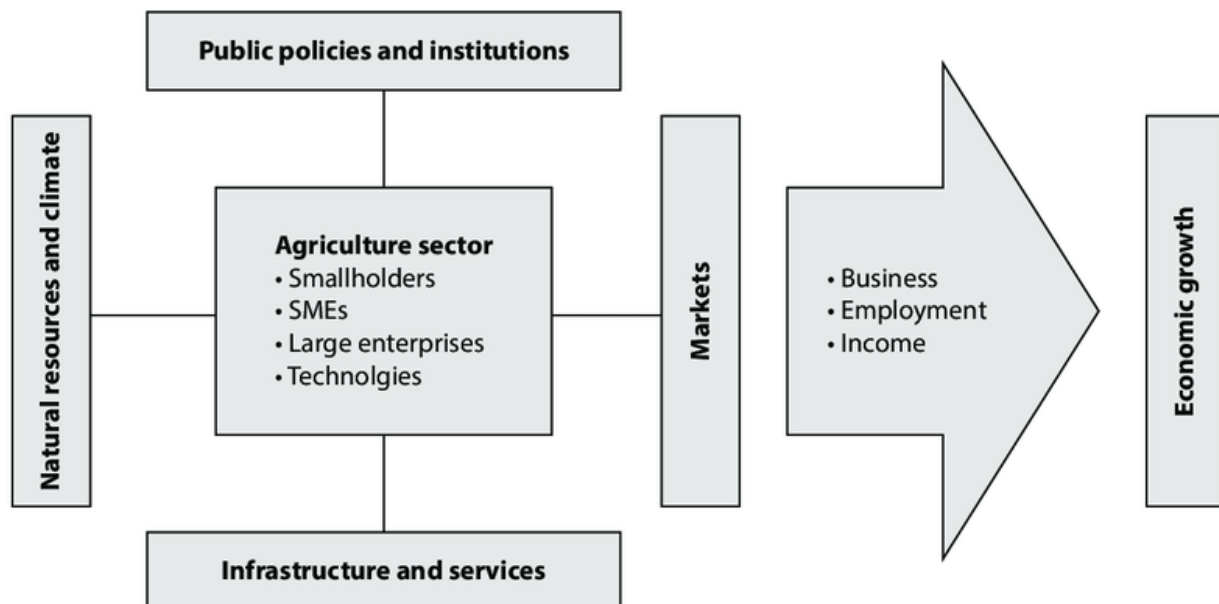 Public policies and institutions
Natural resources and climate
Agriculture sector
• Smallholders
• SMEs
• Large enterprises
• Technolgies
Markets
• Business
• Employment
• Income
Economic growth
Infrastructure and services